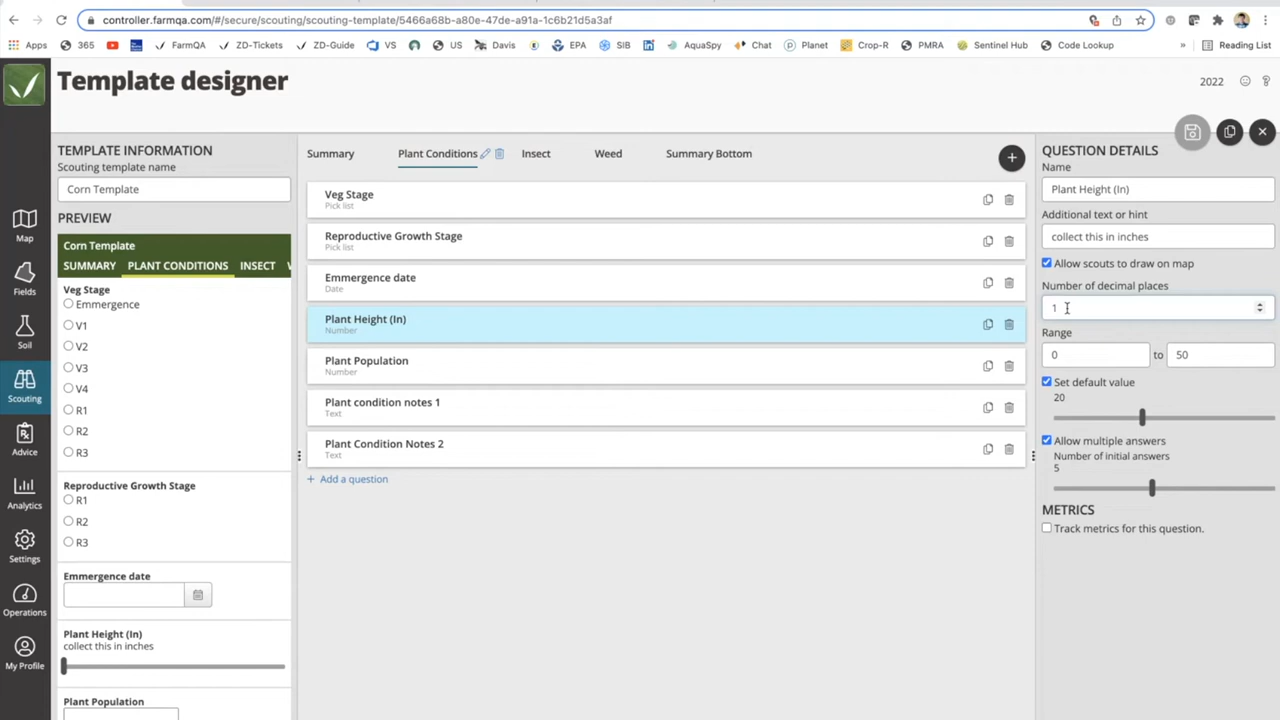 controller.farmqa.com/#/secure/scouting/scouting-template/5466a68b-a80e-47de-a91a-1c6b21d5a3af
Apps 365 FarmQA ZD-Tickets ZD-Guide VS US Davis EPA SIB AquaSpy Chat Planet Crop-R PMRA Sentinel Hub Code Lookup » Reading List
Template designer
2022
TEMPLATE INFORMATION
Scouting template name
Corn Template
PREVIEW
Corn Template
SUMMARY PLANT CONDITIONS INSECT
Veg Stage
Emmergence
V1
V2
V3
V4
R1
R2
R3
Reproductive Growth Stage
R1
R2
R3
Emmergence date
Plant Height (In)
collect this in inches
Plant Population
Map
Fields
Soil
Scouting
Advice
Analytics
Settings
Operations
My Profile
Summary Plant Conditions Insect Weed Summary Bottom
Veg Stage
Pick list
Reproductive Growth Stage
Pick list
Emmergence date
Date
Plant Height (In)
Number
Plant Population
Number
Plant condition notes 1
Text
Plant Condition Notes 2
Text
+ Add a question
QUESTION DETAILS
Name
Plant Height (In)
Additional text or hint
collect this in inches
Allow scouts to draw on map
Number of decimal places
1
Range
0 to 50
Set default value
20
Allow multiple answers
Number of initial answers
5
METRICS
Track metrics for this question.